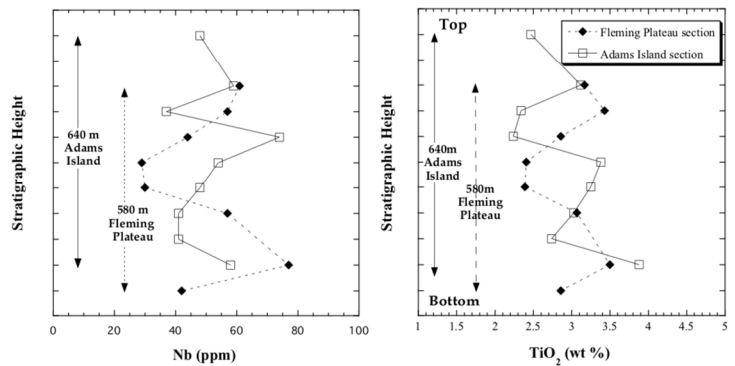 Stratigraphic Height
640 m
Adams
Island
580 m
Fleming
Plateau
0 20 40 60 80 100
Nb (ppm)
Stratigraphic Height
Top
Fleming Plateau section
Adams Island section
640m
Adams
Island
580m
Fleming
Plateau
Bottom
1 1.5 2 2.5 3 3.5 4 4.5 5
TiO₂ (wt %)